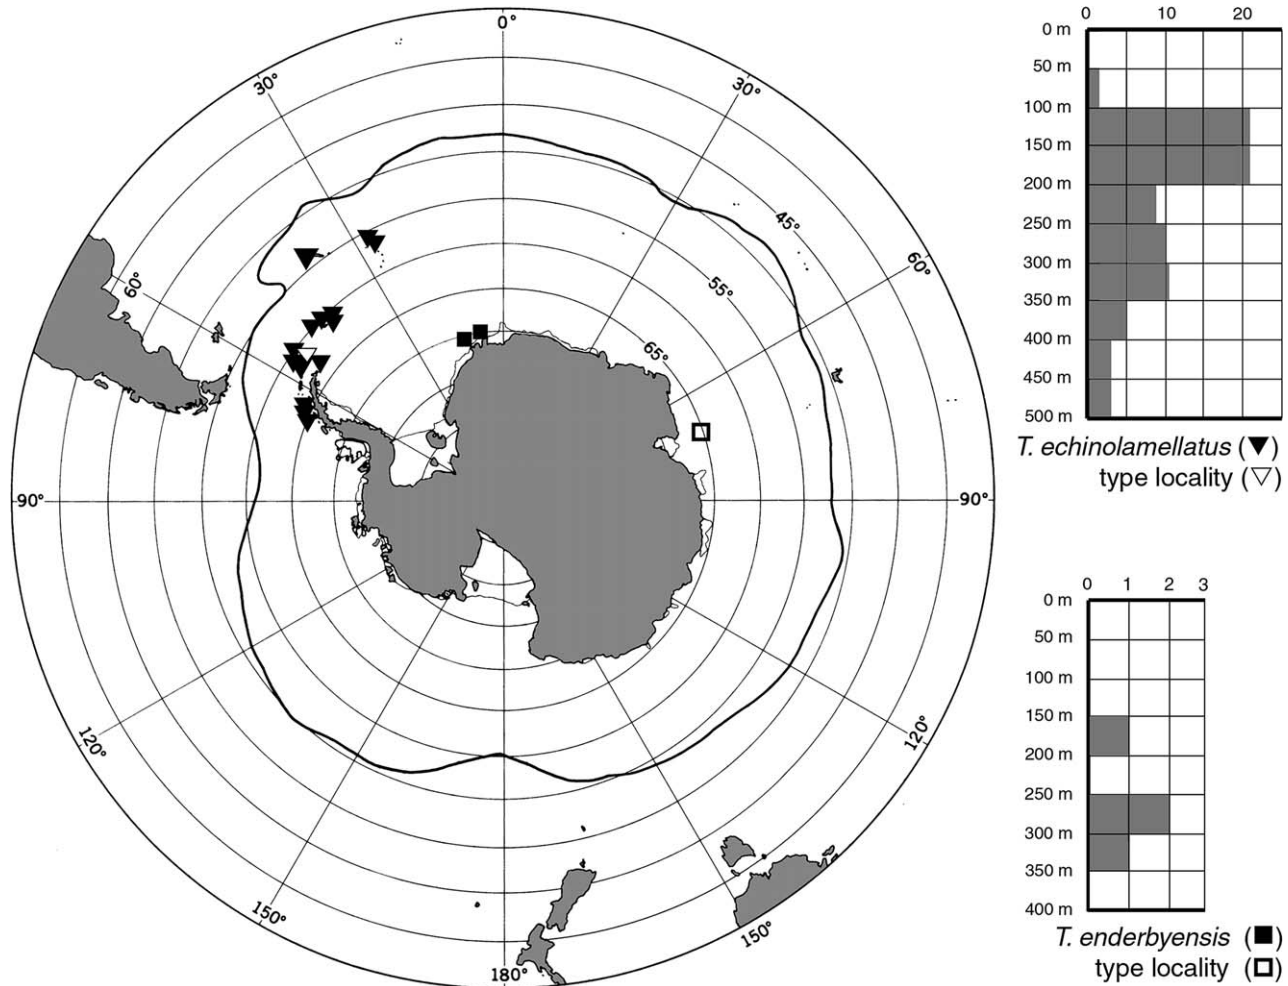 0°
30°
30°
45°
60°
60°
55°
65°
90°
90°
120°
120°
150°
150°
180°
0 10 20
0 m
50 m
100 m
150 m
200 m
250 m
300 m
350 m
400 m
450 m
500 m
T. echinolamellatus (▼)
type locality (▽)
0 1 2 3
0 m
50 m
100 m
150 m
200 m
250 m
300 m
350 m
400 m
T. enderbyensis (■)
type locality (□)